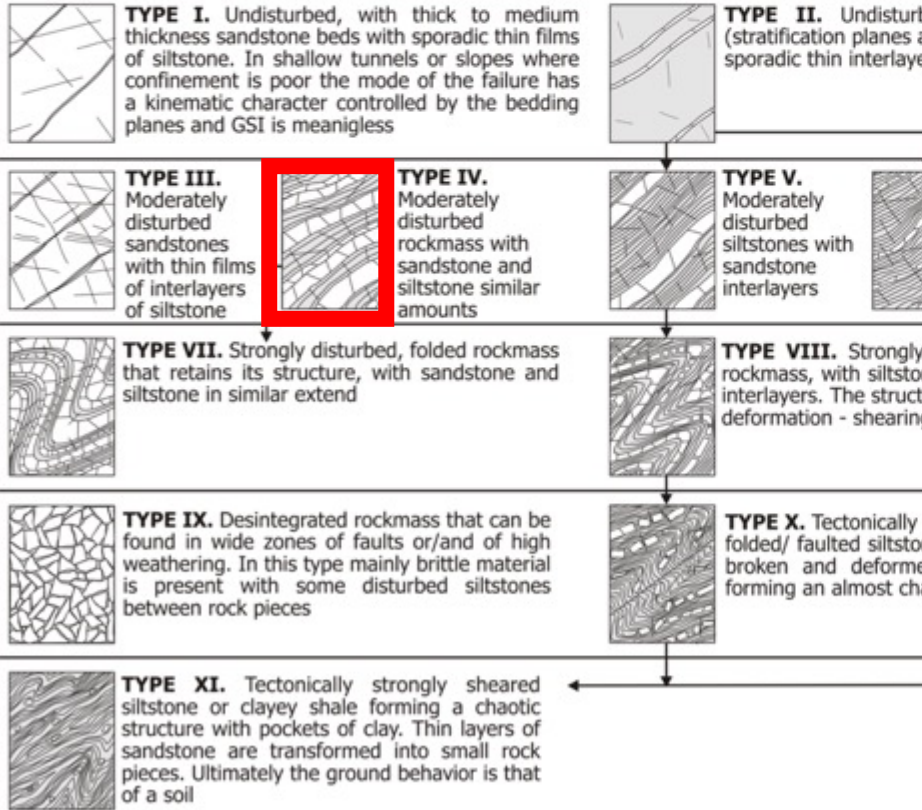 TYPE I. Undisturbed, with thick to medium
thickness sandstone beds with sporadic thin films
of siltstone. In shallow tunnels or slopes where
confinement is poor the mode of the failure has
a kinematic character controlled by the bedding
planes and GSI is meanigless
TYPE II. Undisturb
(stratification planes a
sporadic thin interlaye
TYPE III.
Moderately
disturbed
sandstones
with thin films
of interlayers
of siltstone
TYPE IV.
Moderately
disturbed
rockmass with
sandstone and
siltstone similar
amounts
TYPE V.
Moderately
disturbed
siltstones with
sandstone
interlayers
TYPE VII. Strongly disturbed, folded rockmass
that retains its structure, with sandstone and
siltstone in similar extend
TYPE VIII. Strongly
rockmass, with siltsto
interlayers. The struct
deformation - shearing
TYPE IX. Desintegrated rockmass that can be
found in wide zones of faults or/and of high
weathering. In this type mainly brittle material
is present with some disturbed siltstones
between rock pieces
TYPE X. Tectonically
folded/ faulted siltsto
broken and deforme
forming an almost cha
TYPE XI. Tectonically strongly sheared
siltstone or clayey shale forming a chaotic
structure with pockets of clay. Thin layers of
sandstone are transformed into small rock
pieces. Ultimately the ground behavior is that
of a soil